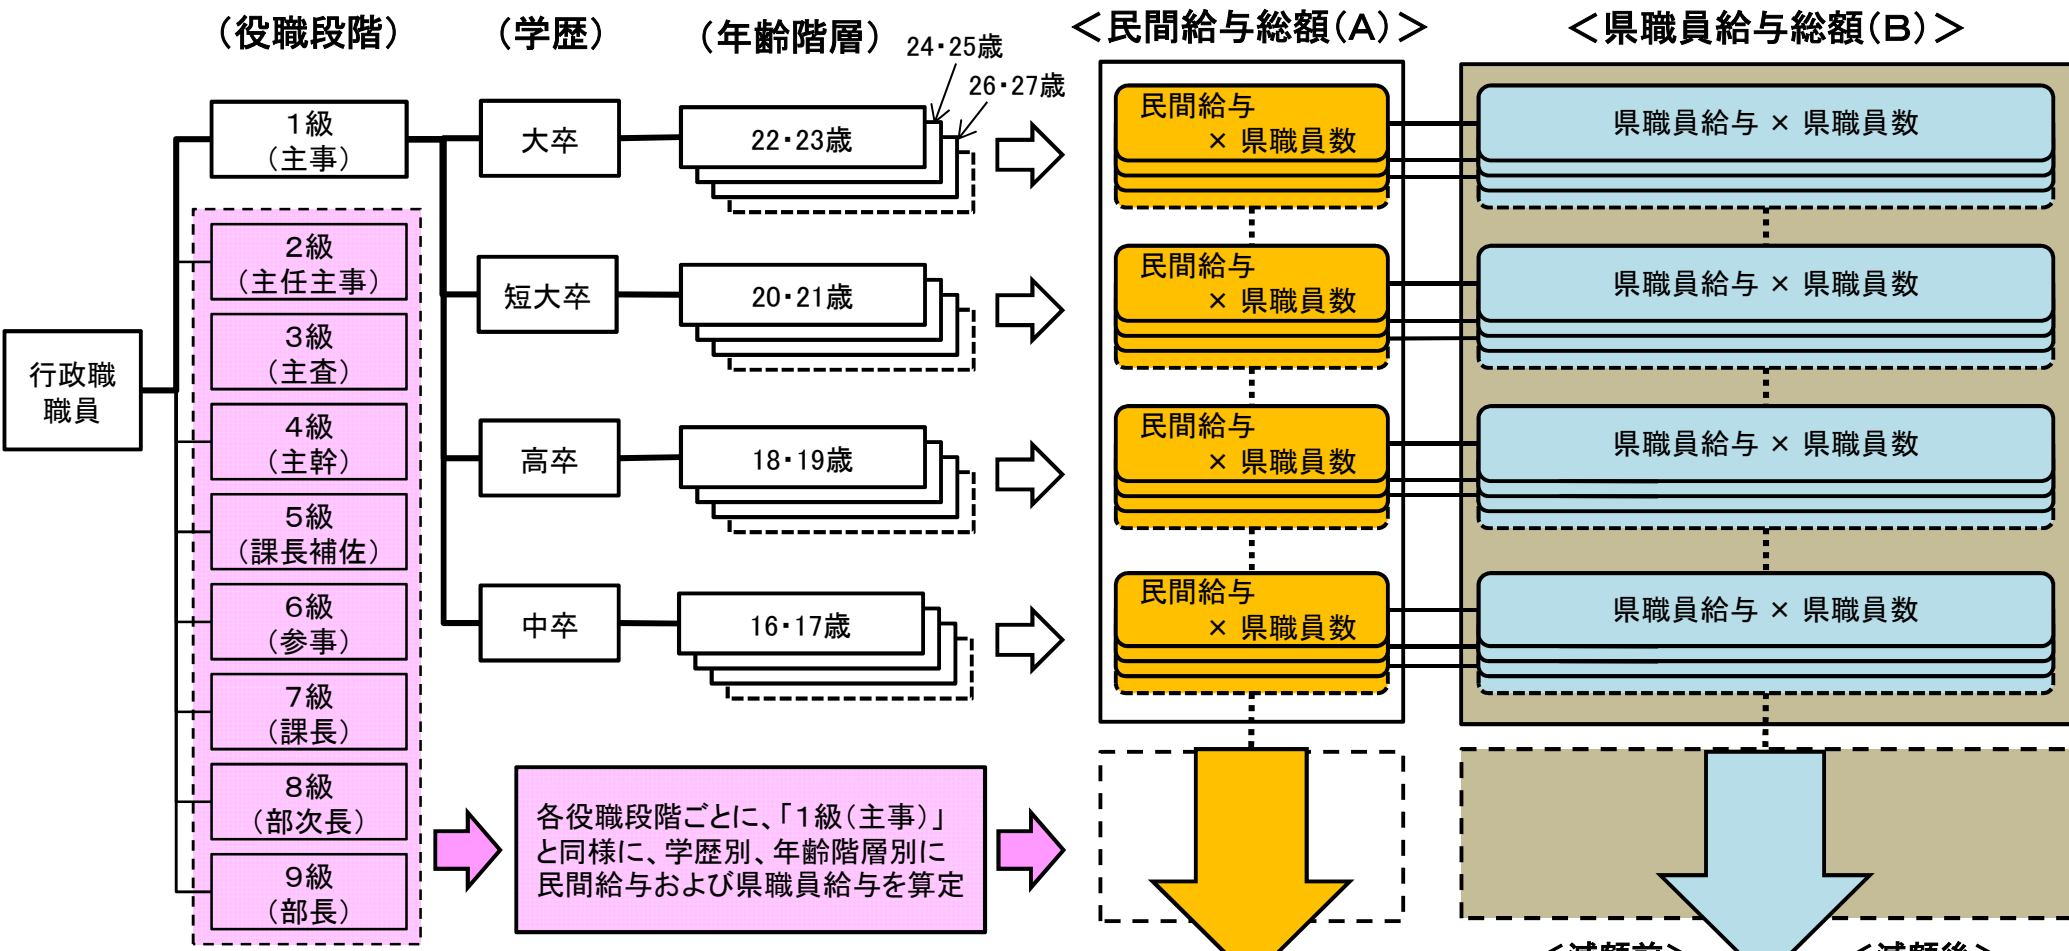 （役職段階）
（学歴）
（年齢階層）
＜民間給与総額（A）＞
＜県職員給与総額（B）＞
24・25歳
26・27歳
行政職
職員
１級
（主事）
２級
（主任主事）
３級
（主査）
４級
（主幹）
５級
（課長補佐）
６級
（参事）
７級
（課長）
８級
（部次長）
９級
（部長）
大卒
22・23歳
民間給与
× 県職員数
県職員給与 × 県職員数
短大卒
20・21歳
民間給与
× 県職員数
県職員給与 × 県職員数
高卒
18・19歳
民間給与
× 県職員数
県職員給与 × 県職員数
中卒
16・17歳
民間給与
× 県職員数
県職員給与 × 県職員数
各役職段階ごとに、「１級（主事）」
と同様に、学歴別、年齢階層別に
民間給与および県職員給与を算定
＜減額前＞
＜減額後＞